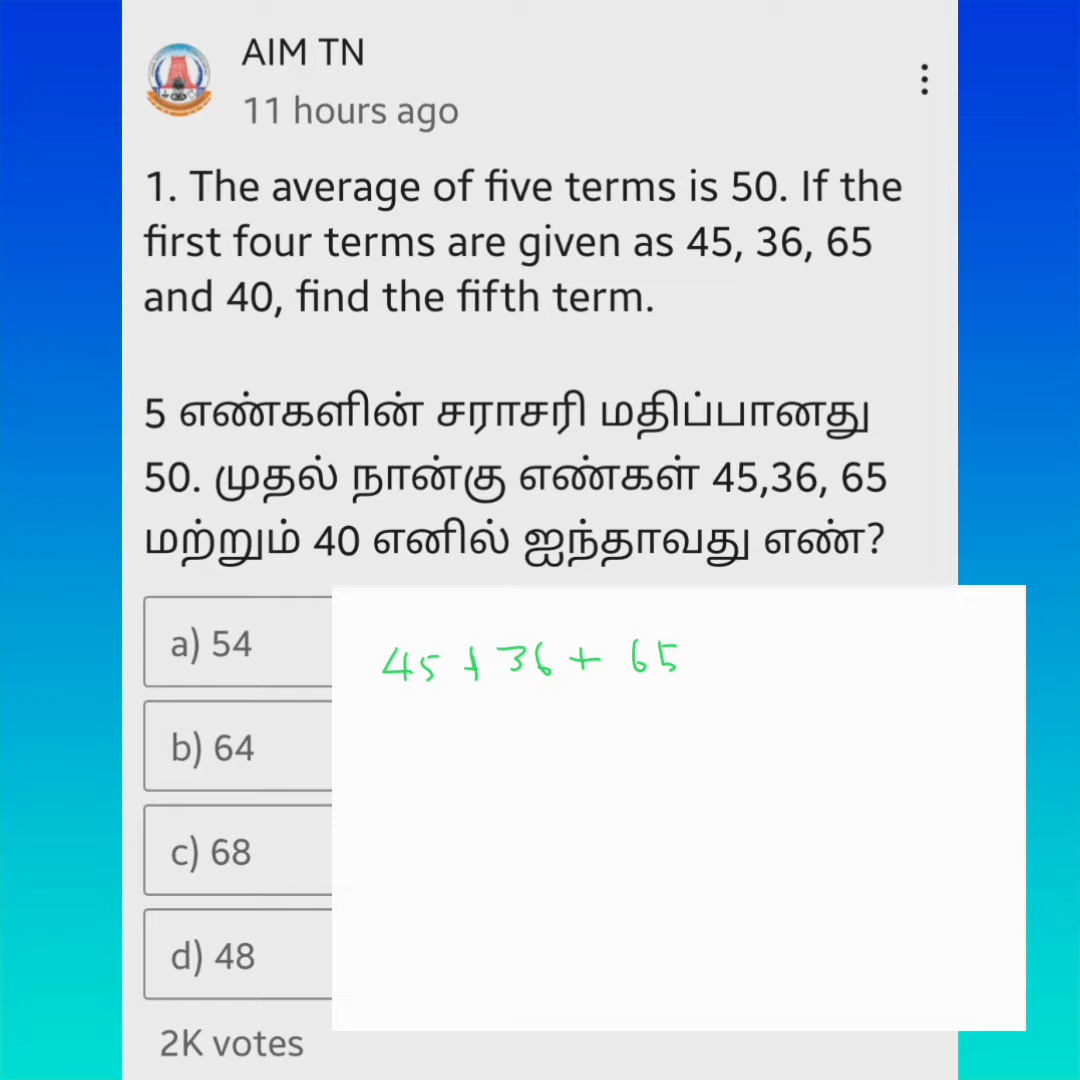 AIM TN
11 hours ago
1. The average of five terms is 50. If the
first four terms are given as 45, 36, 65
and 40, find the fifth term.
5 எண்களின் சராசரி மதிப்பானது
50. முதல் நான்கு எண்கள் 45,36, 65
மற்றும் 40 எனில் ஐந்தாவது எண்?
a) 54
45 + 36 + 65
b) 64
c) 68
d) 48
2K votes